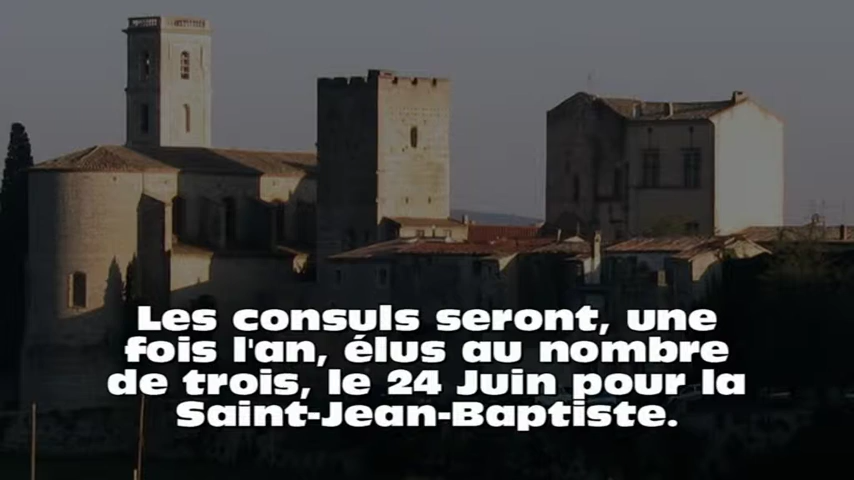 Les consuls seront, une
fois l'an, élus au nombre
de trois, le 24 Juin pour la
Saint-Jean-Baptiste.